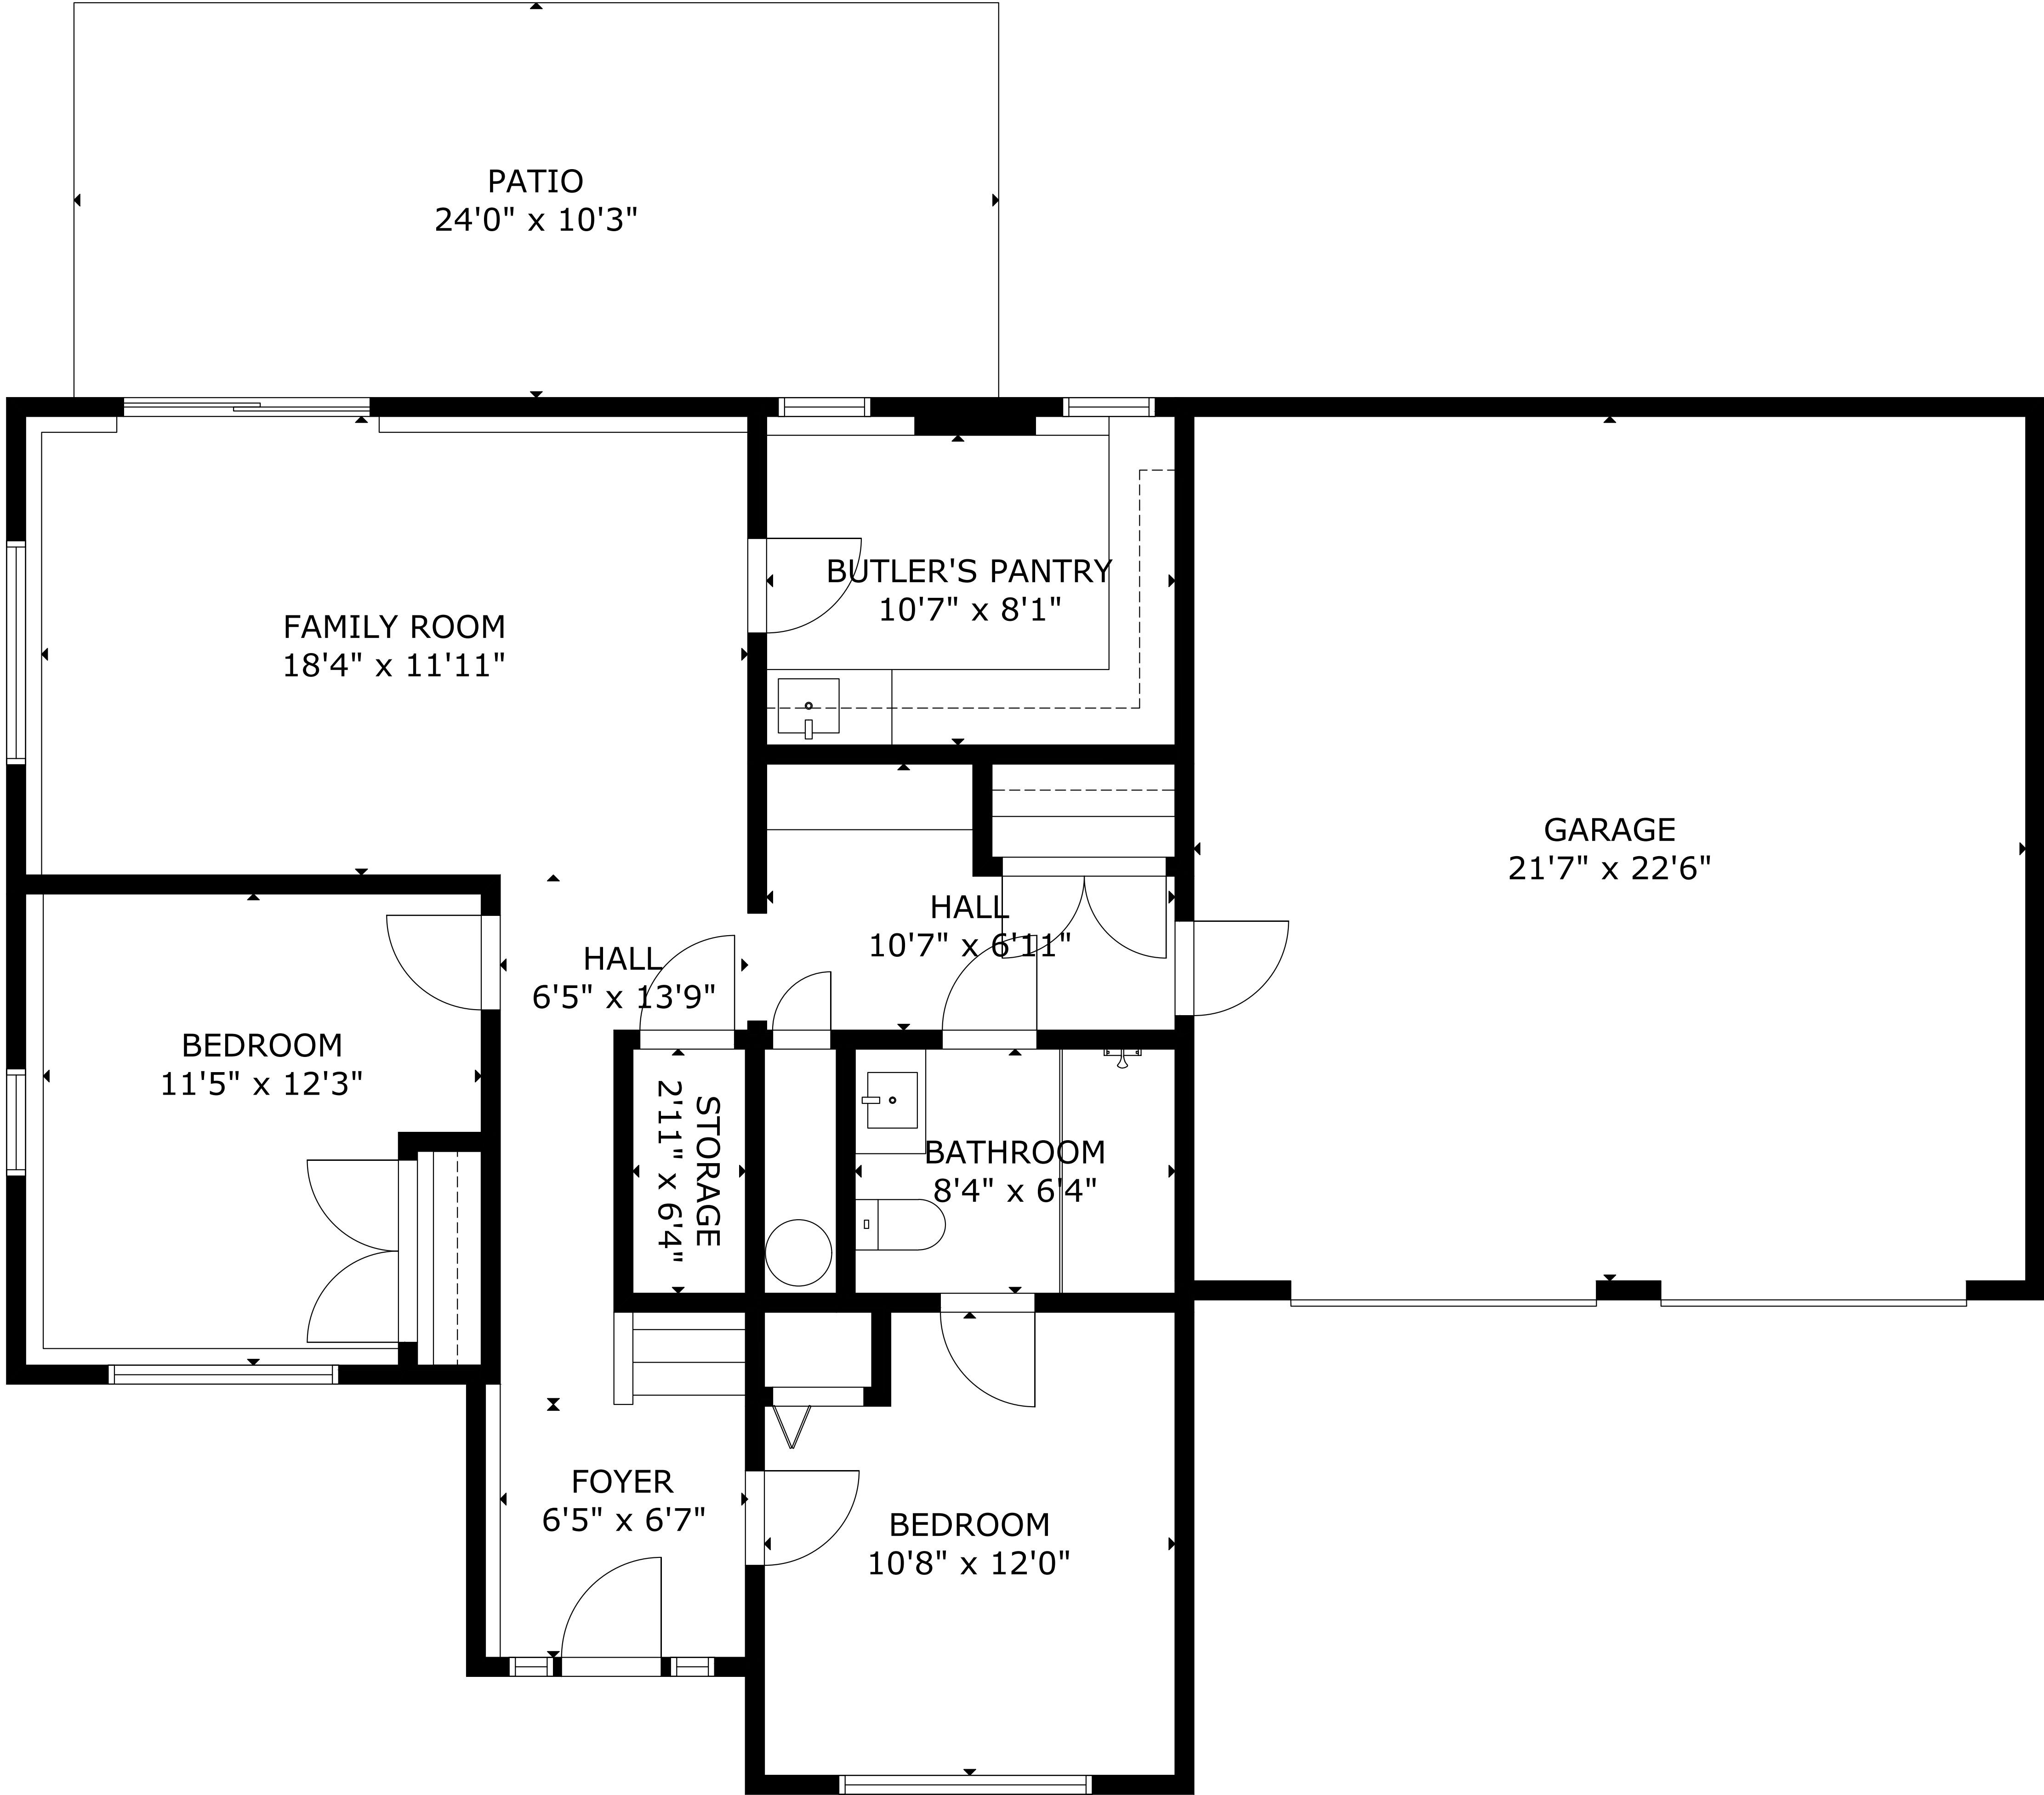 PATIO
24'0" x 10'3"
BUTLER'S PANTRY
10'7" x 8'1"
FAMILY ROOM
18'4" x 11'11"
GARAGE
21'7" x 22'6"
HALL
10'7" x 6'11"
HALL
6'5" x 13'9"
BEDROOM
11'5" x 12'3"
STORAGE
2'11" x 6'4"
BATHROOM
8'4" x 6'4"
FOYER
6'5" x 6'7"
BEDROOM
10'8" x 12'0"